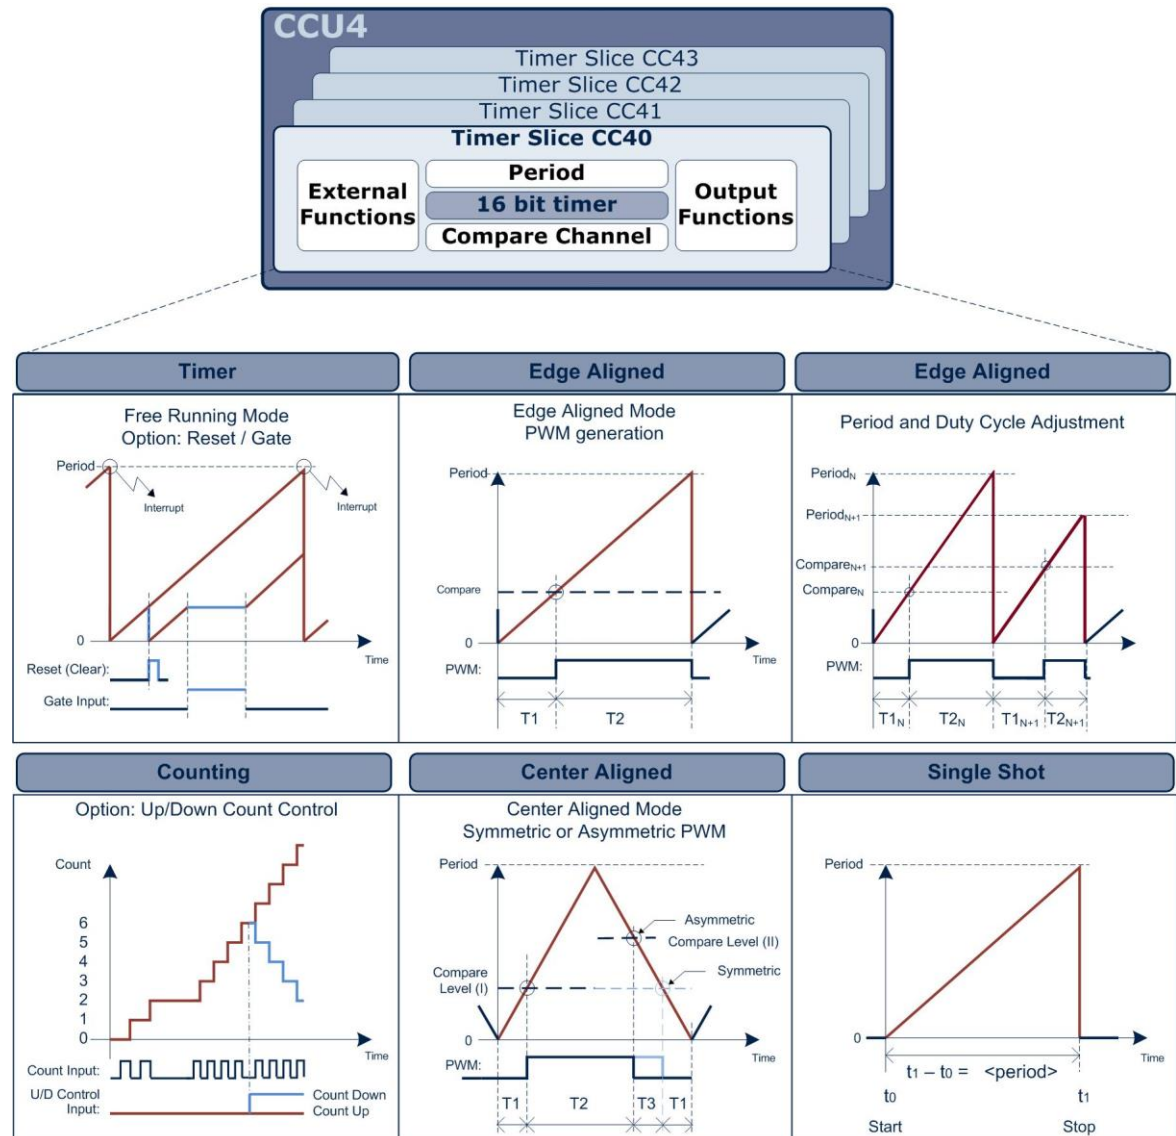 CCU4
Timer Slice CC43
Timer Slice CC42
Timer Slice CC41
Timer Slice CC40
External
Functions
Period
16 bit timer
Compare Channel
Output
Functions
Timer
Free Running Mode
Option: Reset / Gate
Period
Interrupt
Interrupt
0
Time
Reset (Clear):
Gate Input:
Edge Aligned
Edge Aligned Mode
PWM generation
Period
Compare
0
Time
PWM:
T1 T2
Edge Aligned
Period and Duty Cycle Adjustment
PeriodN
PeriodN+1
CompareN+1
CompareN
0
Time
PWM:
T1N T2N T1N+1 T2N+1
Counting
Option: Up/Down Count Control
Count
6
5
4
3
2
1
0
Time
Count Input:
U/D Control
Input:
Count Down
Count Up
Center Aligned
Center Aligned Mode
Symmetric or Asymmetric PWM
Period
Asymmetric
Compare Level (II)
Compare
Level (I)
Symmetric
0
Time
PWM:
T1 T2 T3 T1
Single Shot
Period
0
Time
t1 – t0 = <period>
t0 t1
Start Stop